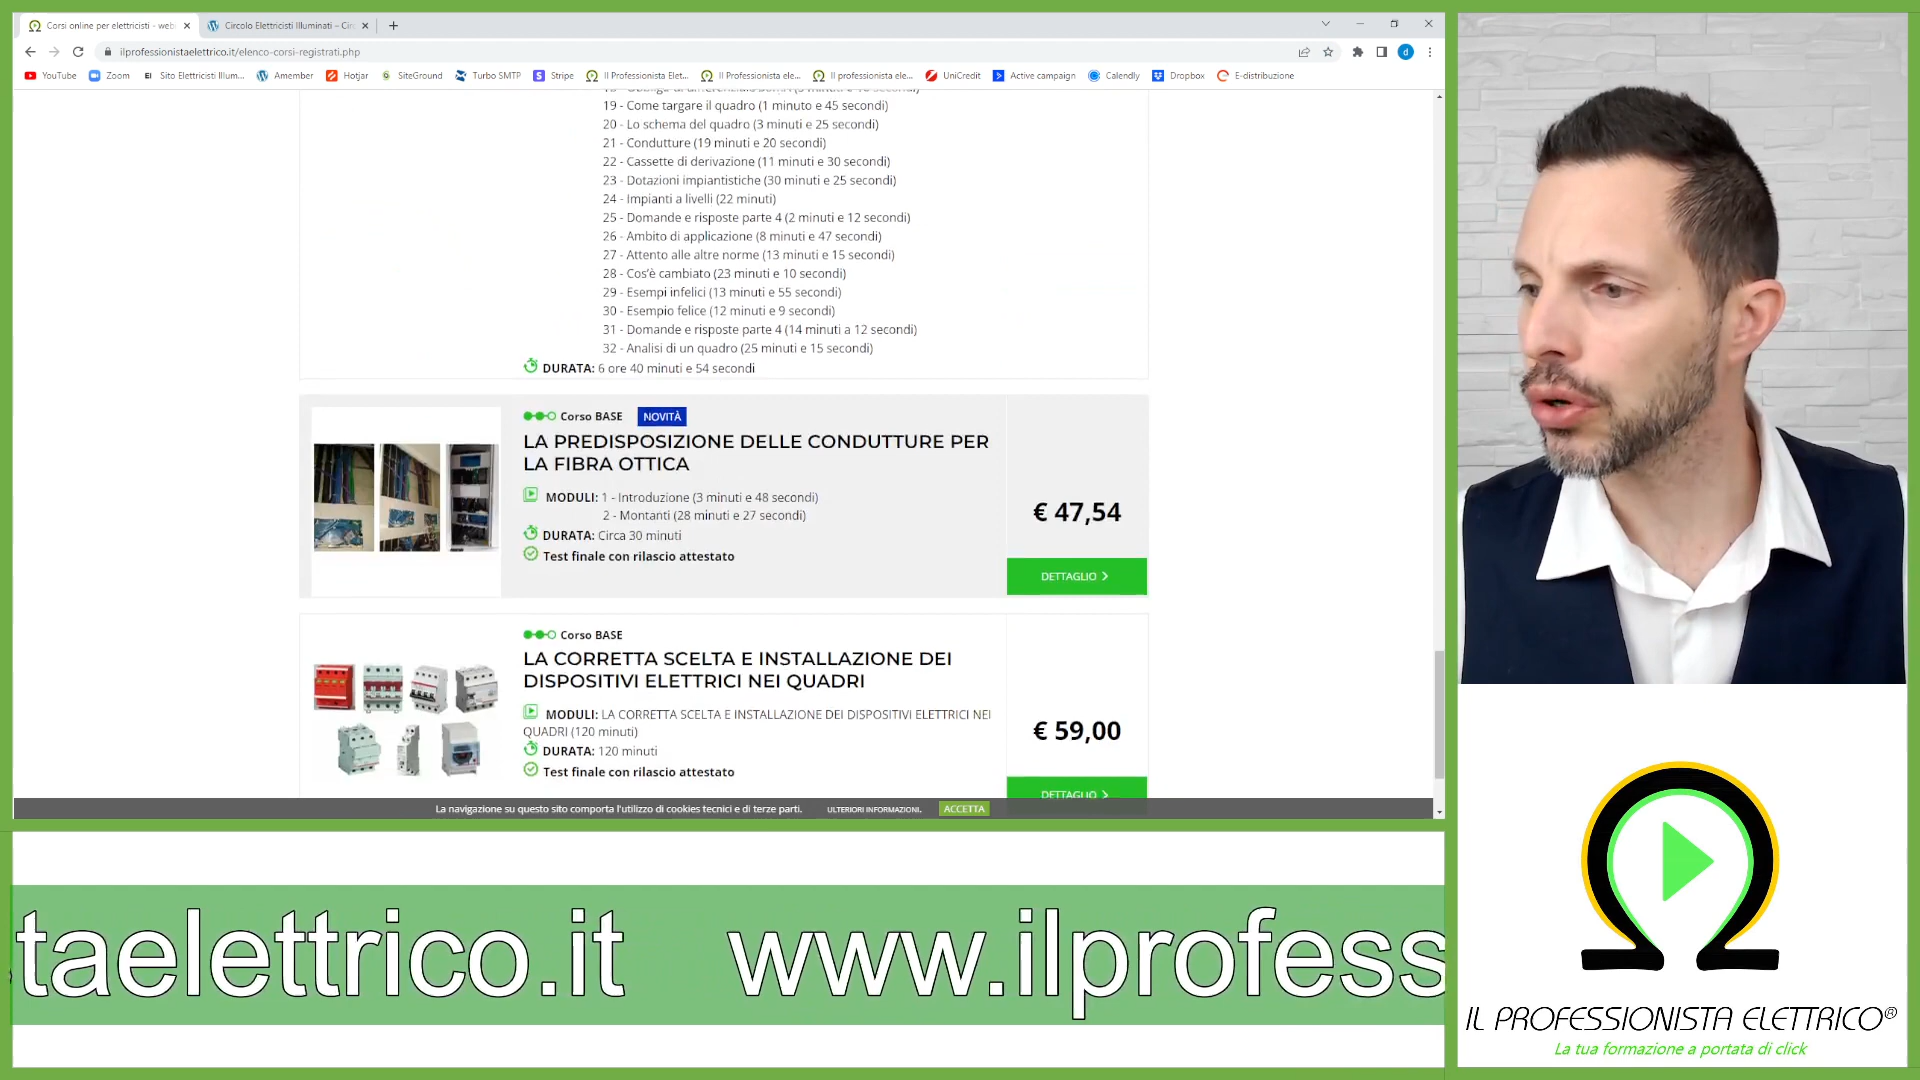 Corsi online per elettricisti - web
Circolo Elettricisti Illuminati – Circ
ilprofessionistaelettrico.it/elenco-corsi-registrati.php
d
YouTube
Zoom
Sito Elettricisti Illum...
Amember
Hotjar
SiteGround
Turbo SMTP
Stripe
Il Professionista Elet...
Il Professionista ele...
Il professionista ele...
UniCredit
Active campaign
Calendly
Dropbox
E-distribuzione
19 - Come targare il quadro (1 minuto e 45 secondi)
20 - Lo schema del quadro (3 minuti e 25 secondi)
21 - Condutture (19 minuti e 20 secondi)
22 - Cassette di derivazione (11 minuti e 30 secondi)
23 - Dotazioni impiantistiche (30 minuti e 25 secondi)
24 - Impianti a livelli (22 minuti)
25 - Domande e risposte parte 4 (2 minuti e 12 secondi)
26 - Ambito di applicazione (8 minuti e 47 secondi)
27 - Attento alle altre norme (13 minuti e 15 secondi)
28 - Cos'è cambiato (23 minuti e 10 secondi)
29 - Esempi infelici (13 minuti e 55 secondi)
30 - Esempio felice (12 minuti e 9 secondi)
31 - Domande e risposte parte 4 (14 minuti a 12 secondi)
32 - Analisi di un quadro (25 minuti e 15 secondi)
DURATA: 6 ore 40 minuti e 54 secondi
Corso BASE NOVITÀ
LA PREDISPOSIZIONE DELLE CONDUTTURE PER
LA FIBRA OTTICA
MODULI: 1 - Introduzione (3 minuti e 48 secondi)
2 - Montanti (28 minuti e 27 secondi)
DURATA: Circa 30 minuti
Test finale con rilascio attestato
€ 47,54
DETTAGLIO
Corso BASE
LA CORRETTA SCELTA E INSTALLAZIONE DEI
DISPOSITIVI ELETTRICI NEI QUADRI
MODULI: LA CORRETTA SCELTA E INSTALLAZIONE DEI DISPOSITIVI ELETTRICI NEI
QUADRI (120 minuti)
DURATA: 120 minuti
Test finale con rilascio attestato
€ 59,00
DETTAGLIO
La navigazione su questo sito comporta l'utilizzo di cookies tecnici e di terze parti. ULTERIORI INFORMAZIONI. ACCETTA
taelettrico.it www.ilprofess
IL PROFESSIONISTA ELETTRICO®
La tua formazione a portata di click